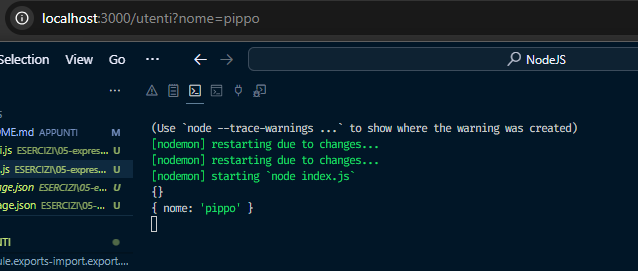 localhost:3000/utenti?nome=pippo
Selection View Go ... NodeJS
...
OME.md APPUNTI M
.js ESERCIZI\05-expres... U
.js ESERCIZI\05-expres... U
age.json ESERCIZI\05-e... U
age.json ESERCIZI\05-... U
NTI
ule.exports-import.export....
(Use `node --trace-warnings ...` to show where the warning was created)
[nodemon] restarting due to changes...
[nodemon] restarting due to changes...
[nodemon] starting `node index.js`
{}
{ nome: 'pippo' }